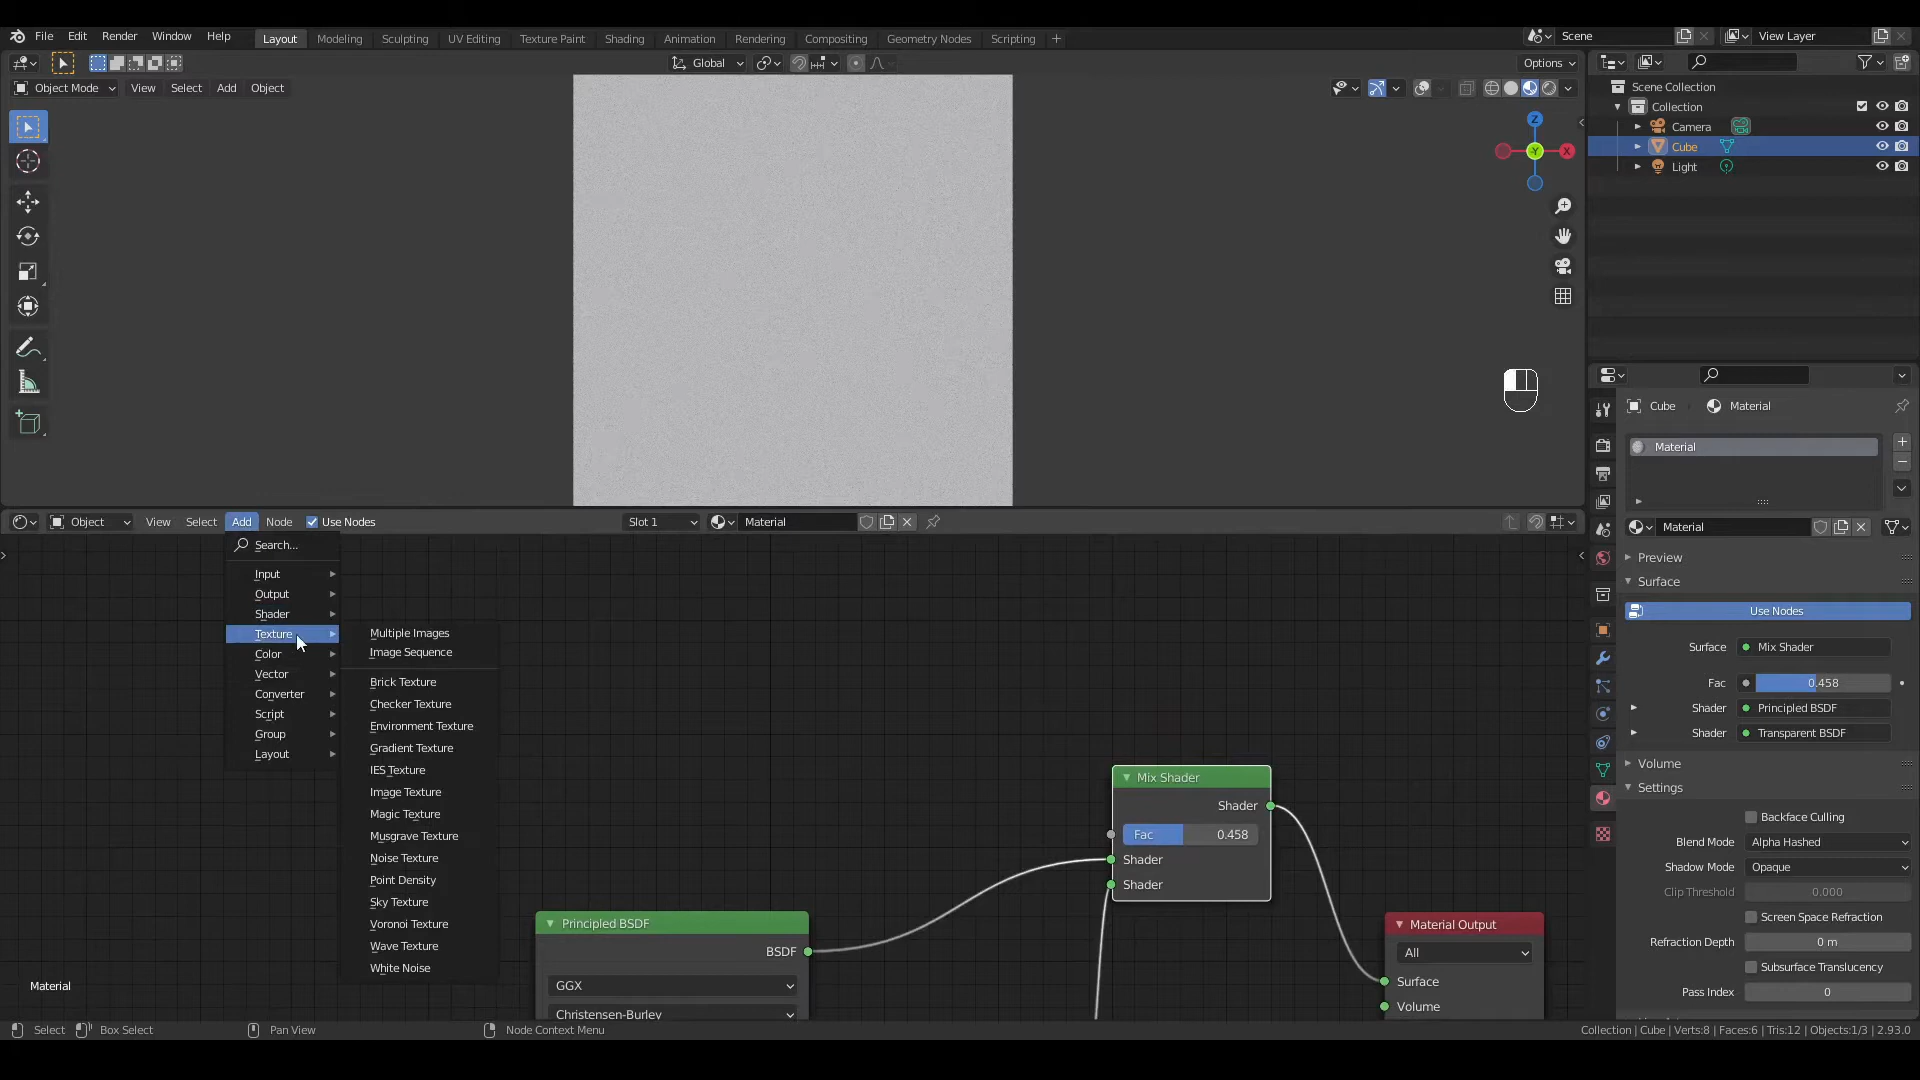 File Edit Render Window Help Layout Modeling Sculpting UV Editing Texture Paint Shading Animation Rendering Compositing Geometry Nodes Scripting + Scene View Layer
Global Options
Object Mode View Select Add Object
Z
Y X
Scene Collection
Collection
Camera
Cube
Light
Cube Material
Material
Object View Select Add Node Use Nodes Slot 1 Material
Search...
Input
Output
Shader
Texture
Color
Vector
Converter
Script
Group
Layout
Multiple Images
Image Sequence
Brick Texture
Checker Texture
Environment Texture
Gradient Texture
IES Texture
Image Texture
Magic Texture
Musgrave Texture
Noise Texture
Point Density
Sky Texture
Voronoi Texture
Wave Texture
White Noise
Mix Shader
Shader
Fac 0.458
Shader
Shader
Principled BSDF
BSDF
GGX
Christensen-Burley
Material Output
All
Surface
Volume
Material
Material
Preview
Surface
Use Nodes
Surface Mix Shader
Fac 0.458
Shader Principled BSDF
Shader Transparent BSDF
Volume
Settings
Backface Culling
Blend Mode Alpha Hashed
Shadow Mode Opaque
Clip Threshold 0.000
Screen Space Refraction
Refraction Depth 0 m
Subsurface Translucency
Pass Index 0
Select Box Select Pan View Node Context Menu Collection | Cube | Verts:8 | Faces:6 | Tris:12 | Objects:1/3 | 2.93.0